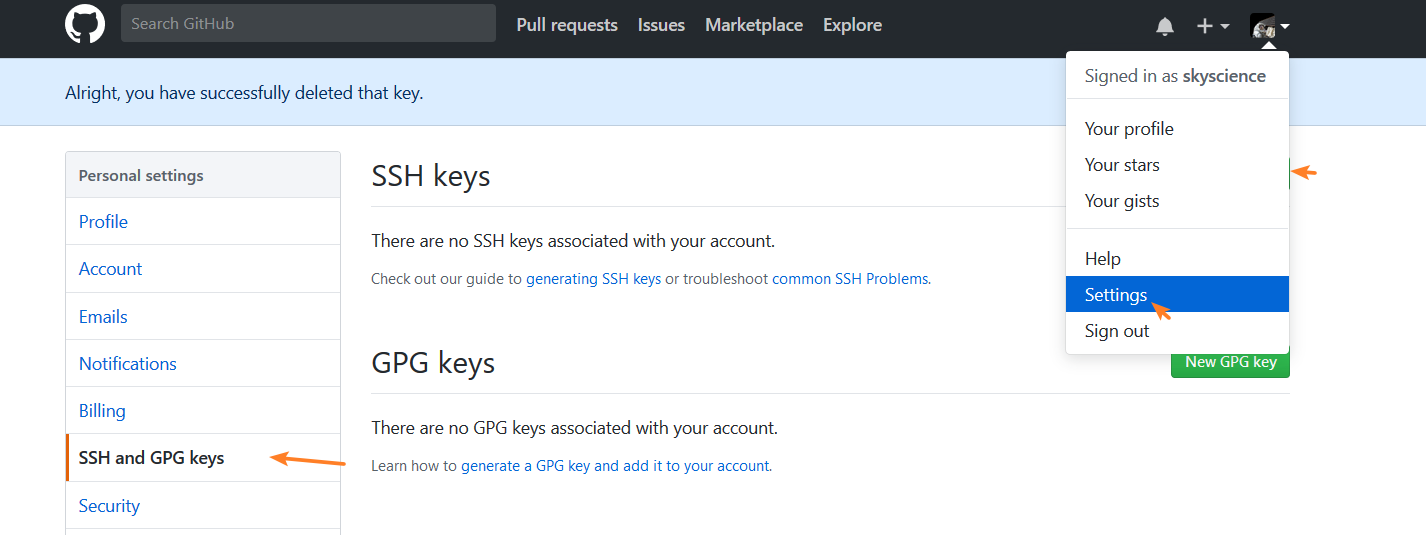 Search GitHub
Pull requests
Issues
Marketplace
Explore
Signed in as skyscience
Your profile
Your stars
Your gists
Help
Settings
Sign out
Alright, you have successfully deleted that key.
Personal settings
Profile
Account
Emails
Notifications
Billing
SSH and GPG keys
Security
SSH keys
There are no SSH keys associated with your account.
Check out our guide to generating SSH keys or troubleshoot common SSH Problems.
GPG keys
New GPG key
There are no GPG keys associated with your account.
Learn how to generate a GPG key and add it to your account.